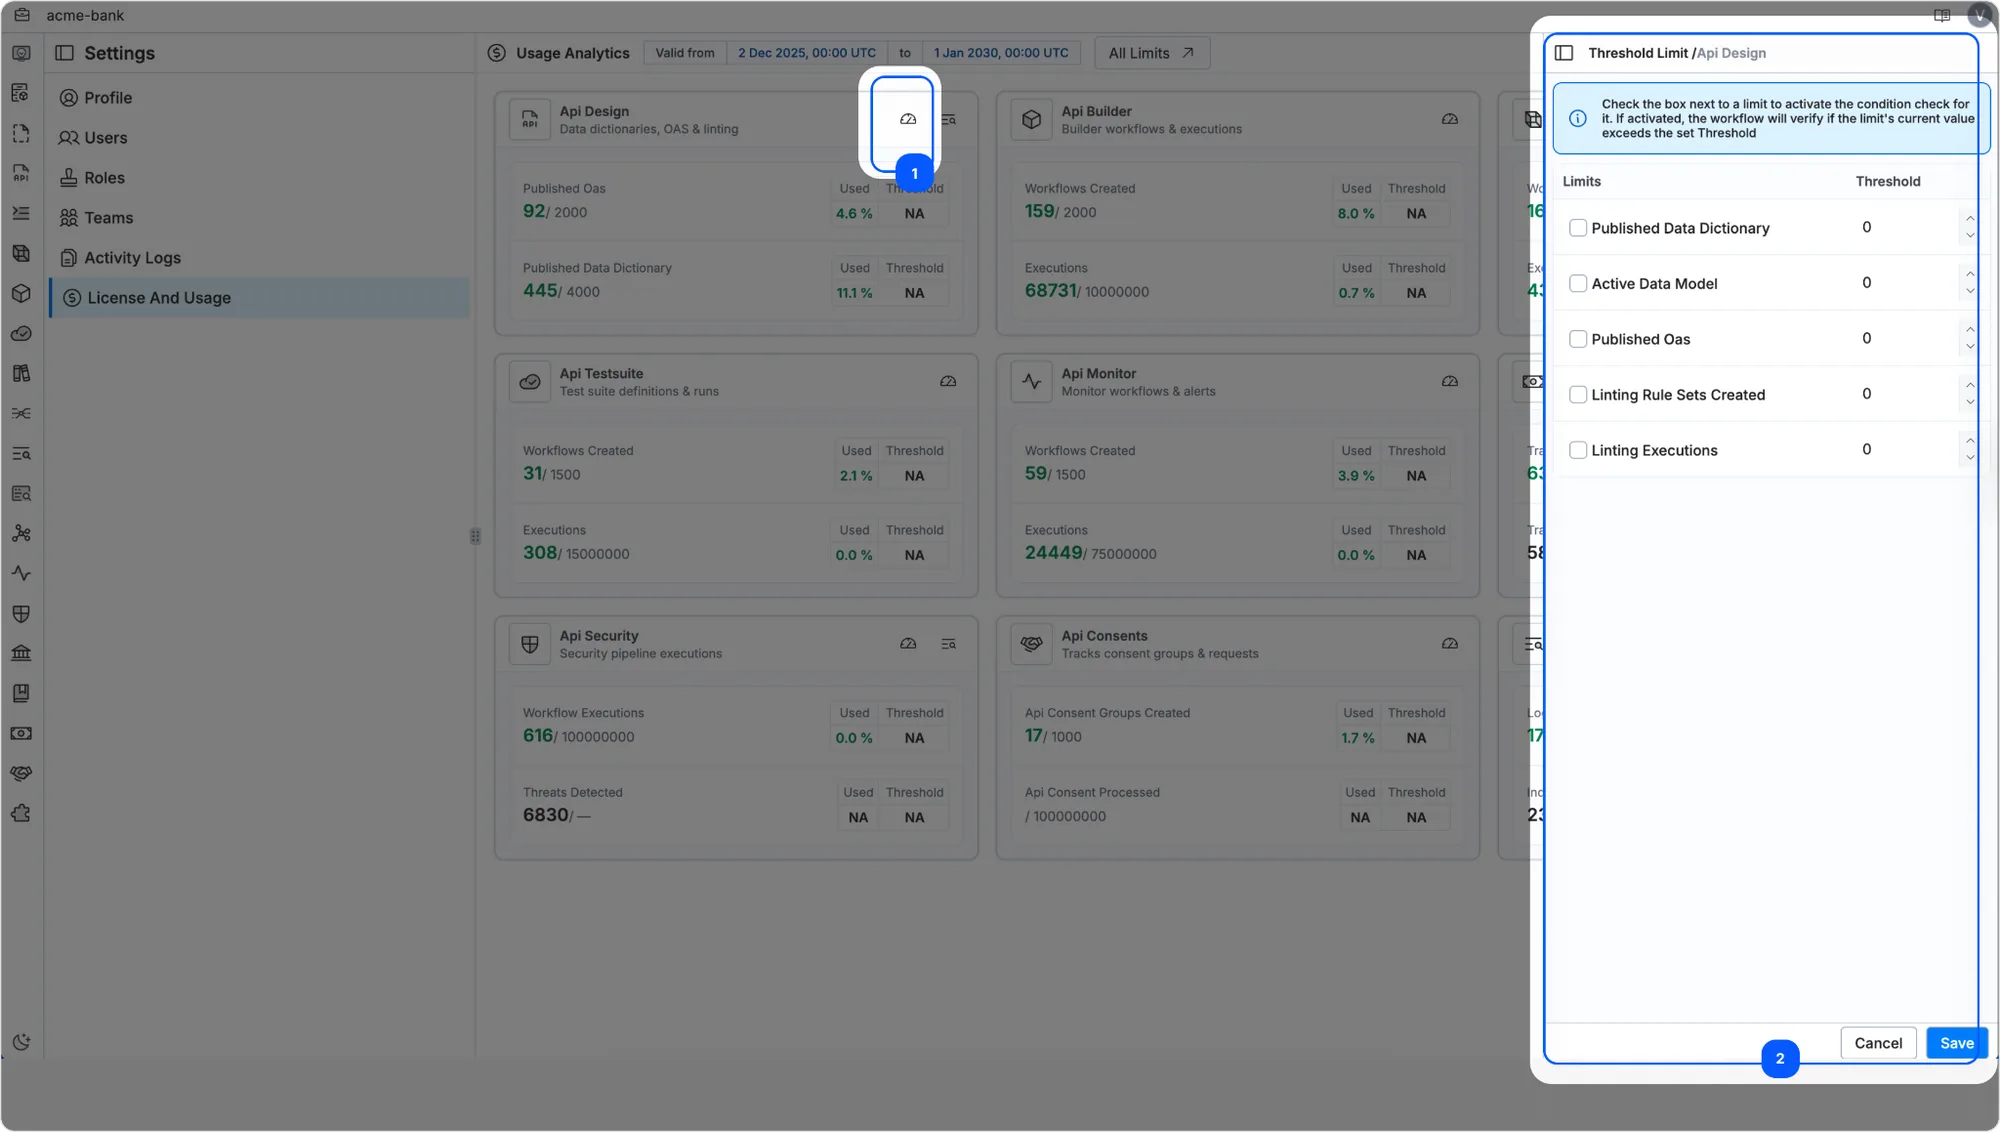 acme-bank
V
Settings
Profile
Users
Roles
Teams
Activity Logs
License And Usage
Usage Analytics
Valid from 2 Dec 2025, 00:00 UTC to 1 Jan 2030, 00:00 UTC
All Limits
API
Api Design
Data dictionaries, OAS & linting
1
Published Oas Used Threshold
92/ 2000 4.6 % NA
Published Data Dictionary Used Threshold
445/ 4000 11.1 % NA
Api Builder
Builder workflows & executions
Workflows Created Used Threshold
159/ 2000 8.0 % NA
Executions Used Threshold
68731/ 10000000 0.7 % NA
Api Testsuite
Test suite definitions & runs
Workflows Created Used Threshold
31/ 1500 2.1 % NA
Executions Used Threshold
308/ 15000000 0.0 % NA
Api Monitor
Monitor workflows & alerts
Workflows Created Used Threshold
59/ 1500 3.9 % NA
Executions Used Threshold
24449/ 75000000 0.0 % NA
Api Security
Security pipeline executions
Workflow Executions Used Threshold
616/ 100000000 0.0 % NA
Threats Detected Used Threshold
6830/ — NA NA
Api Consents
Tracks consent groups & requests
Api Consent Groups Created Used Threshold
17/ 1000 1.7 % NA
Api Consent Processed Used Threshold
/ 100000000 NA NA
Threshold Limit /Api Design
Check the box next to a limit to activate the condition check for
it. If activated, the workflow will verify if the limit's current value
exceeds the set Threshold
Limits Threshold
Published Data Dictionary 0
Active Data Model 0
Published Oas 0
Linting Rule Sets Created 0
Linting Executions 0
Cancel Save
2